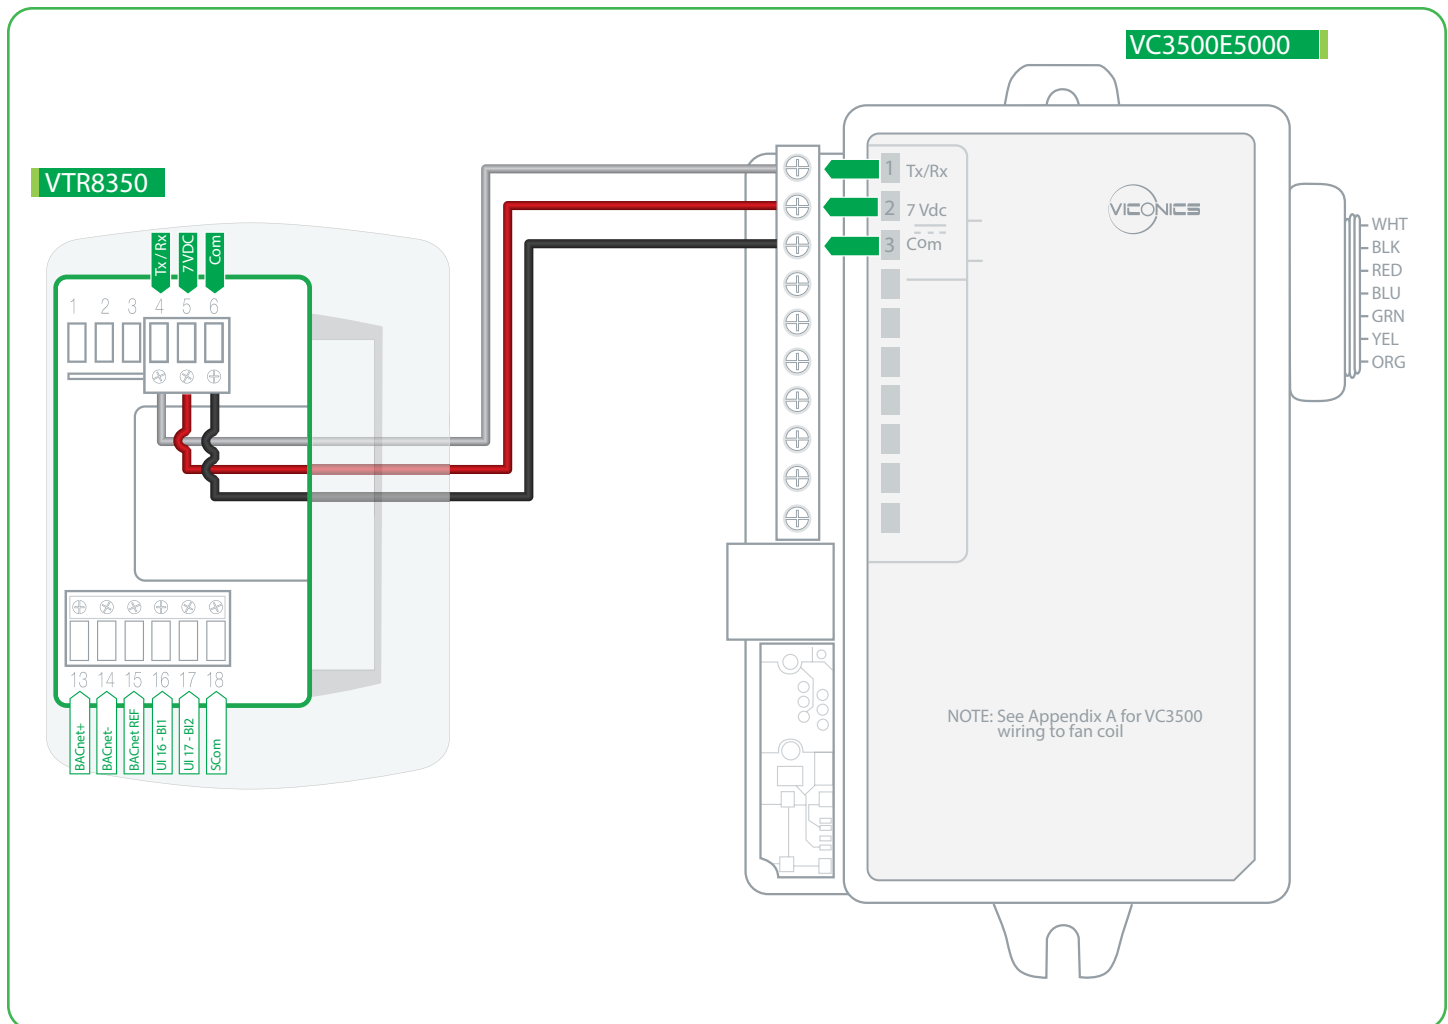 VC3500E5000
VTR8350
Tx / Rx
7 VDC
Com
1
2
3
4
5
6
13
14
15
16
17
18
BACnet+
BACnet-
BACnet REF
UI 16 - BI1
UI 17 - BI2
SCom
1 Tx/Rx
2 7 Vdc
3 Com
VICONICS
WHT
BLK
RED
BLU
GRN
YEL
ORG
NOTE: See Appendix A for VC3500
wiring to fan coil